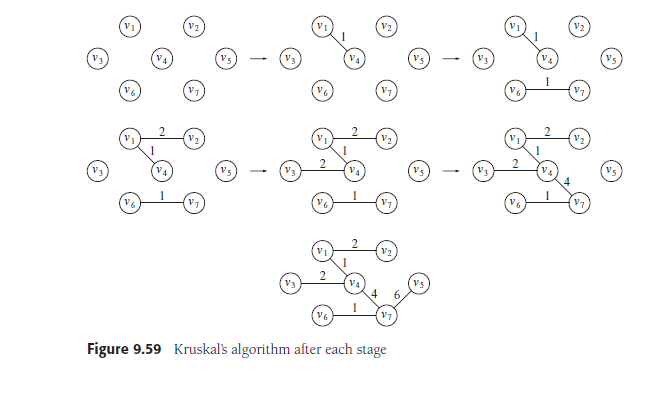 v1 v2 v1 v2 v1 v2
1 1
v3 v4 v5 v3 v4 v5 v3 v4 v5
1
v6 v7 v6 v7 v6 v7
2 2 2
v1 v2 v1 v2 v1 v2
1 1 1
2 2
v3 v4 v5 v3 v4 v5 v3 v4 v5
4
1 1 1
v6 v7 v6 v7 v6 v7
2
v1 v2
1
2
v3 v4 v5
4 6
1
v6 v7
Figure 9.59 Kruskal's algorithm after each stage